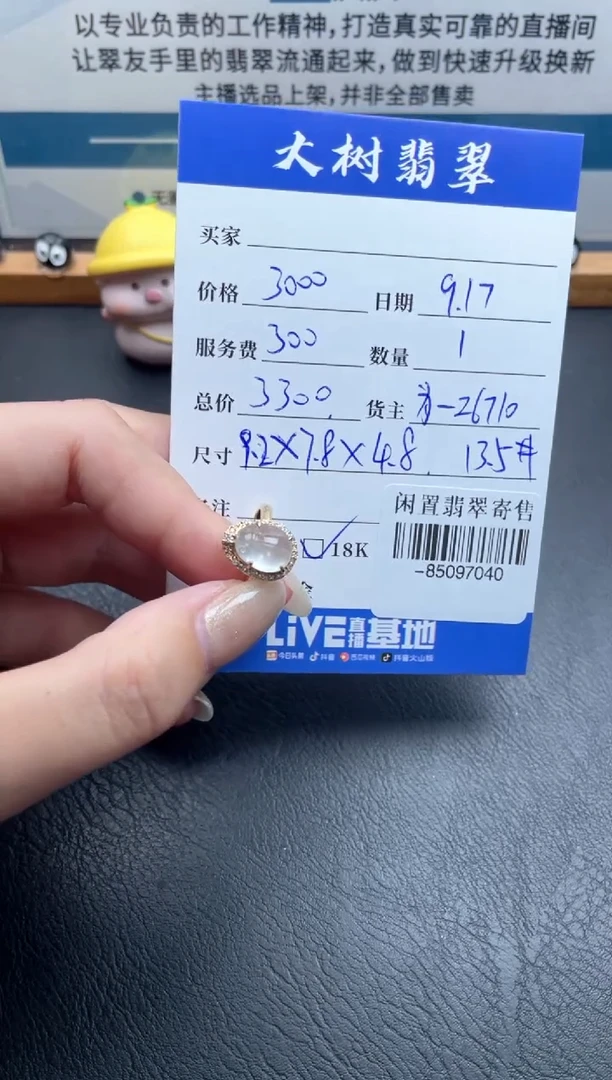 以专业负责的工作精神，打造真实可靠的直播间
让翠友手里的翡翠流通起来，做到快速升级换新
主播选品上架，并非全部售卖
大树翡翠
买家
价格 3000 日期 9.17
服务费 300 数量 1
总价 3300. 货主 -26710
尺寸 9.2X7.8X4.8. 13.5#
注
闲置翡翠寄售
18K
-85097040
LiVE直播基地
今日头条 抖音 西瓜视频 抖音火山版